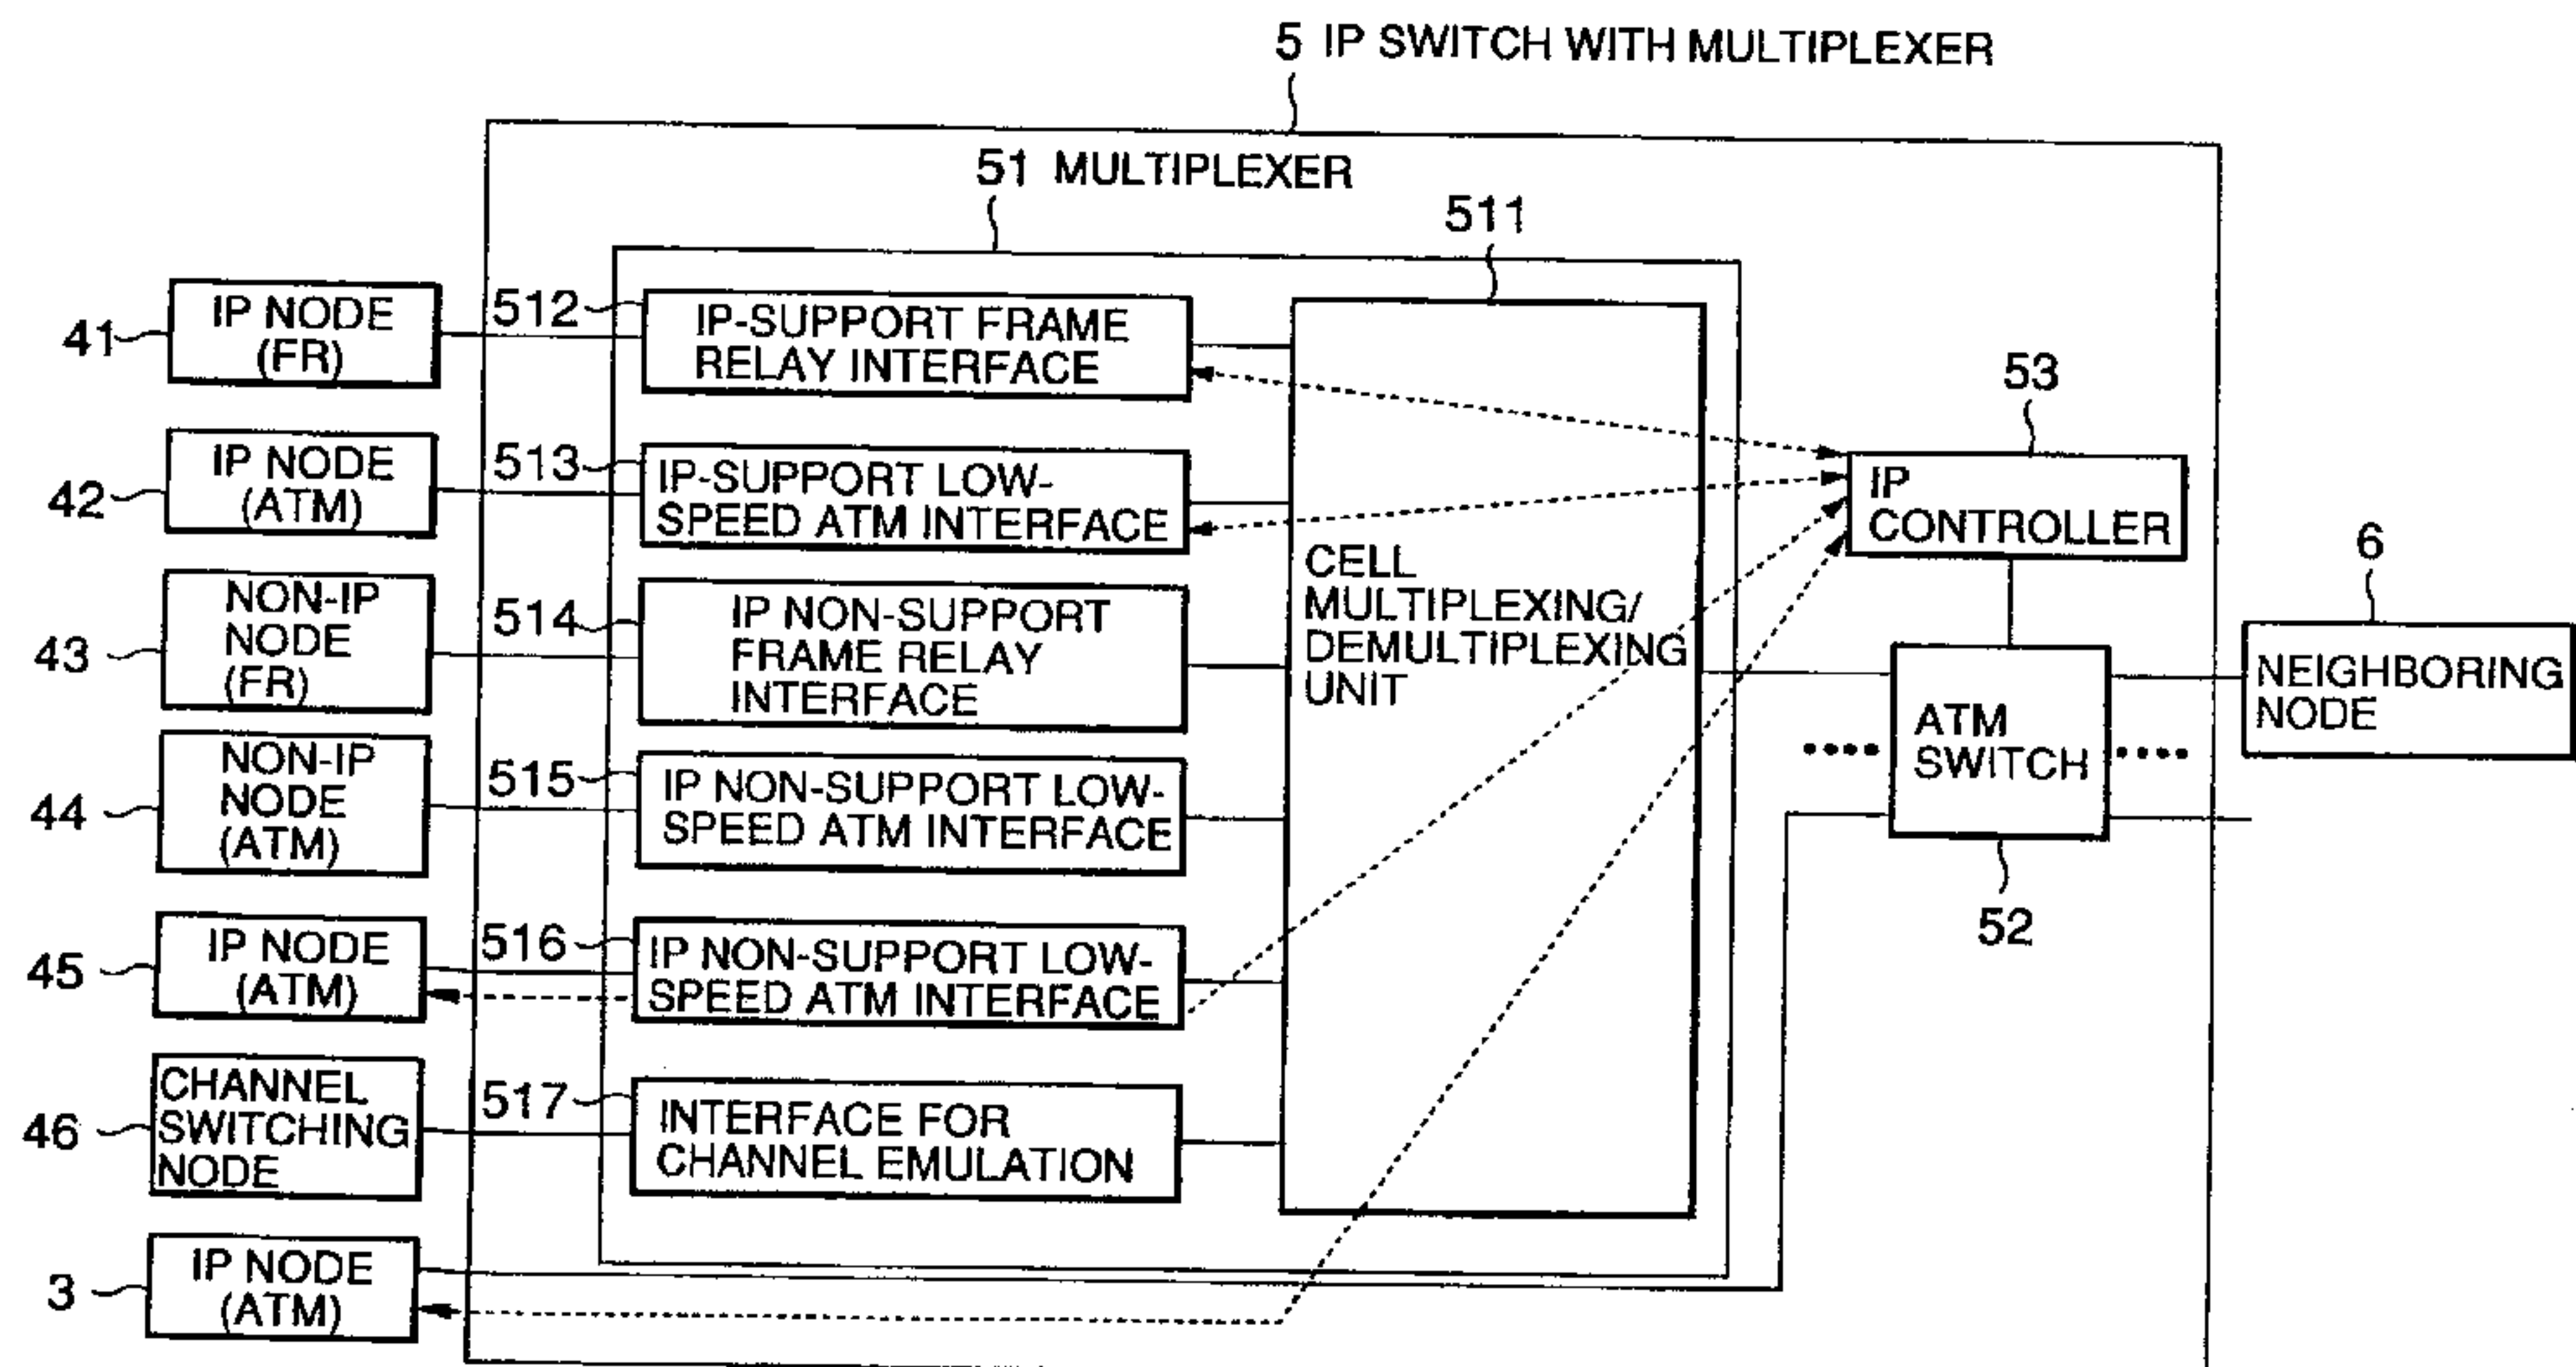 5 IP SWITCH WITH MULTIPLEXER
51 MULTIPLEXER
511
41
IP NODE
(FR)
512
IP-SUPPORT FRAME
RELAY INTERFACE
42
IP NODE
(ATM)
513
IP-SUPPORT LOW-
SPEED ATM INTERFACE
43
NON-IP
NODE
(FR)
514
IP NON-SUPPORT
FRAME RELAY
INTERFACE
44
NON-IP
NODE
(ATM)
515
IP NON-SUPPORT LOW-
SPEED ATM INTERFACE
45
IP NODE
(ATM)
516
IP NON-SUPPORT LOW-
SPEED ATM INTERFACE
46
CHANNEL
SWITCHING
NODE
517
INTERFACE FOR
CHANNEL EMULATION
3
IP NODE
(ATM)
CELL
MULTIPLEXING/
DEMULTIPLEXING
UNIT
53
IP
CONTROLLER
ATM
SWITCH
52
6
NEIGHBORING
NODE